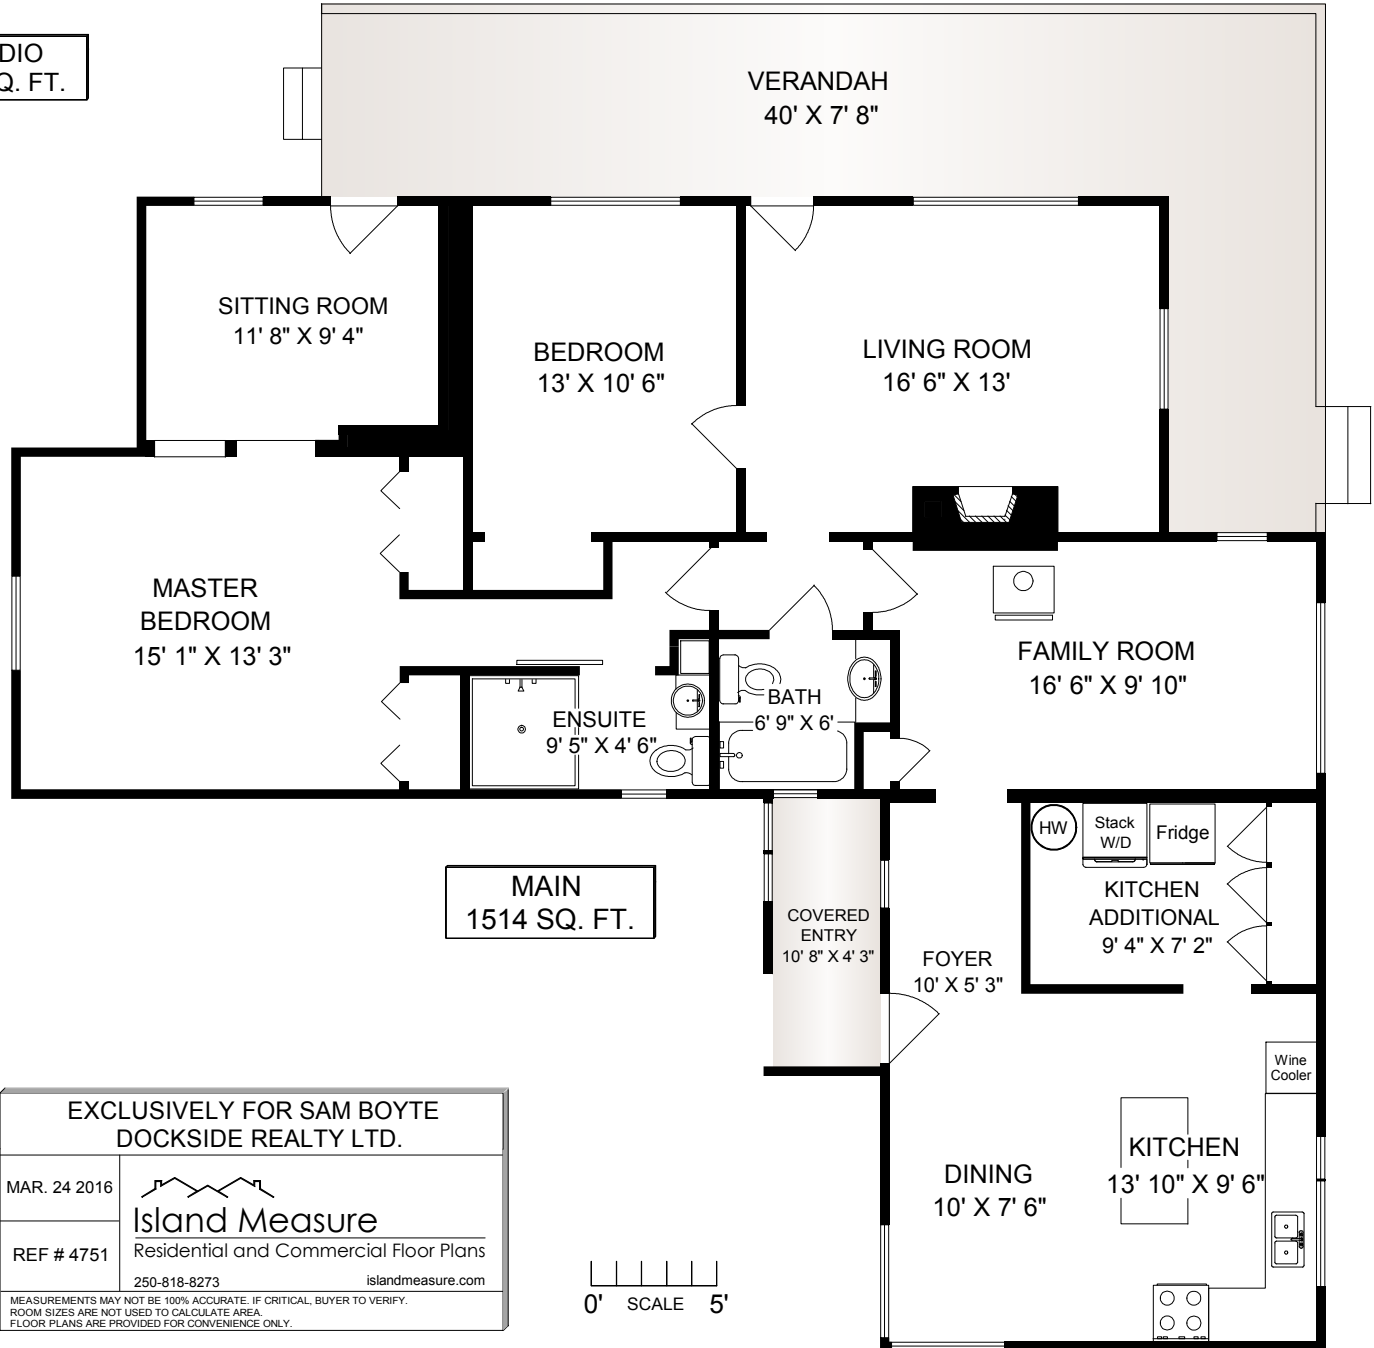 DIO
Q. FT.
VERANDAH
40' X 7' 8"
SITTING ROOM
11' 8" X 9' 4"
BEDROOM
13' X 10' 6"
LIVING ROOM
16' 6" X 13'
MASTER
BEDROOM
15' 1" X 13' 3"
FAMILY ROOM
16' 6" X 9' 10"
ENSUITE
9' 5" X 4' 6"
BATH
6' 9" X 6'
HW
Stack
W/D
Fridge
KITCHEN
ADDITIONAL
9' 4" X 7' 2"
MAIN
1514 SQ. FT.
COVERED
ENTRY
10' 8" X 4' 3"
FOYER
10' X 5' 3"
Wine
Cooler
KITCHEN
13' 10" X 9' 6"
DINING
10' X 7' 6"
EXCLUSIVELY FOR SAM BOYTE
DOCKSIDE REALTY LTD.
MAR. 24 2016
REF # 4751
Island Measure
Residential and Commercial Floor Plans
250-818-8273 islandmeasure.com
MEASUREMENTS MAY NOT BE 100% ACCURATE. IF CRITICAL, BUYER TO VERIFY.
ROOM SIZES ARE NOT USED TO CALCULATE AREA.
FLOOR PLANS ARE PROVIDED FOR CONVENIENCE ONLY.
0' SCALE 5'